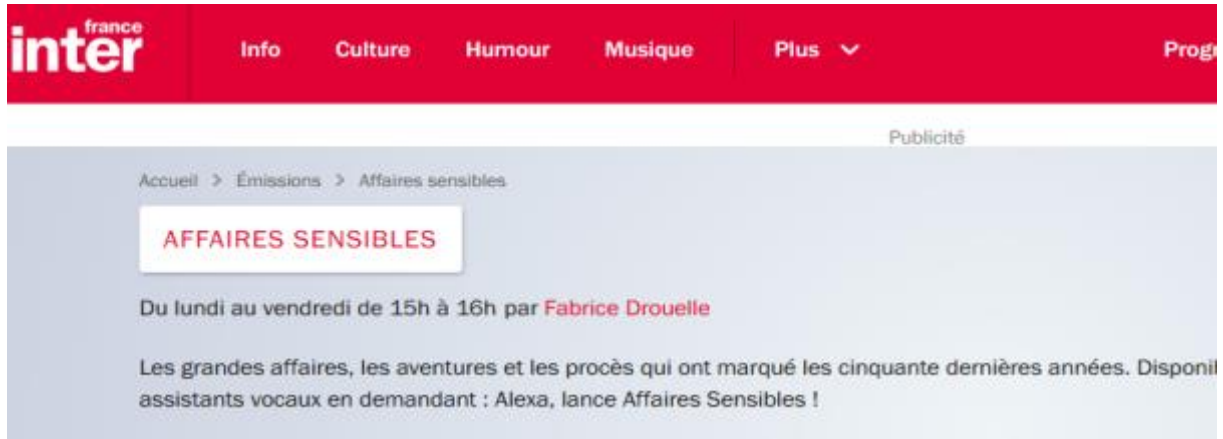 france
inter
Info Culture Humour Musique Plus
Publicité
Accueil > Émissions > Affaires sensibles
AFFAIRES SENSIBLES
Du lundi au vendredi de 15h à 16h par Fabrice Drouelle
Les grandes affaires, les aventures et les procès qui ont marqué les cinquante dernières années.
assistants vocaux en demandant : Alexa, lance Affaires Sensibles !